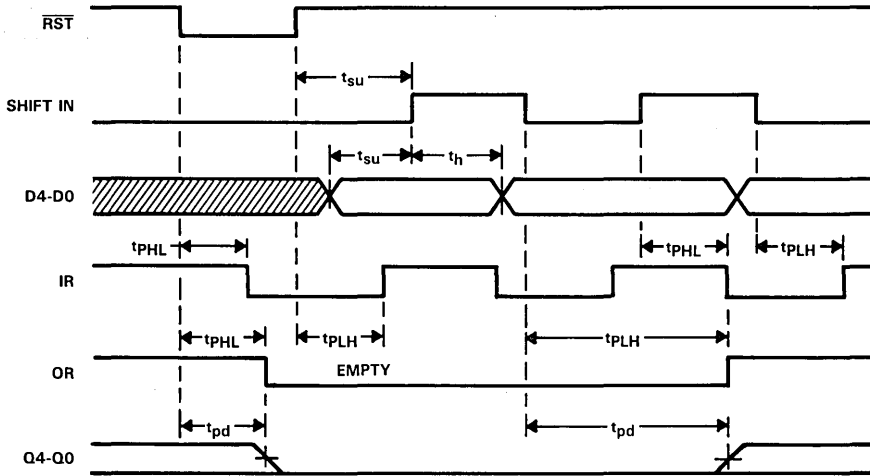 RST
tsu
SHIFT IN
tsu th
D4-D0
tPHL tPHL tPLH
IR
tPHL tPLH tPLH
OR EMPTY
tpd tpd
Q4-Q0